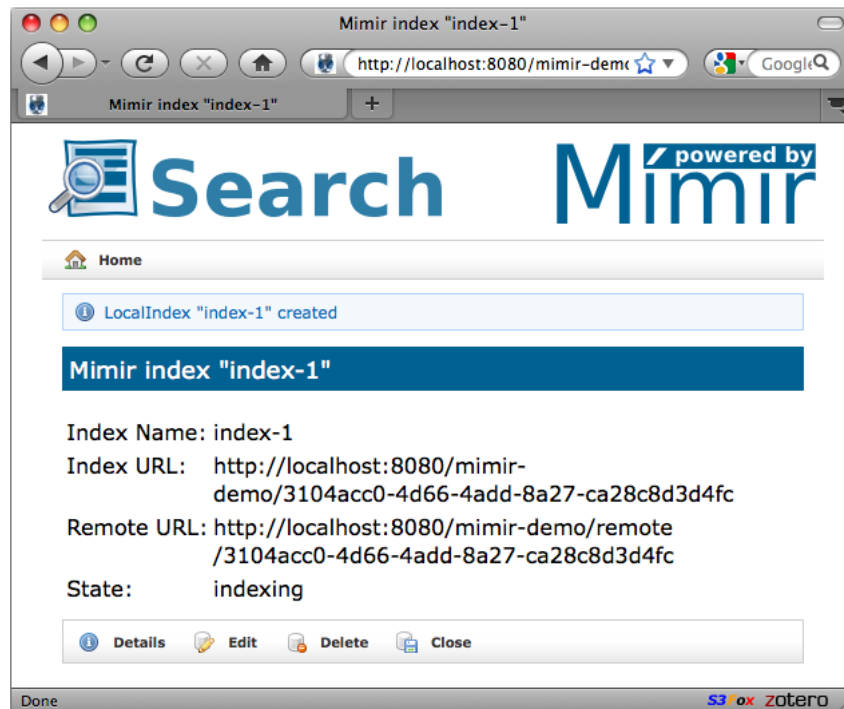 Mimir index "index-1"
http://localhost:8080/mimir-dem
Google
Mimir index "index-1"
Search
powered by
Mimir
Home
LocalIndex "index-1" created
Mimir index "index-1"
Index Name: index-1
Index URL: http://localhost:8080/mimir-
demo/3104acc0-4d66-4add-8a27-ca28c8d3d4fc
Remote URL: http://localhost:8080/mimir-demo/remote
/3104acc0-4d66-4add-8a27-ca28c8d3d4fc
State: indexing
Details Edit Delete Close
Done S3Fox zotero